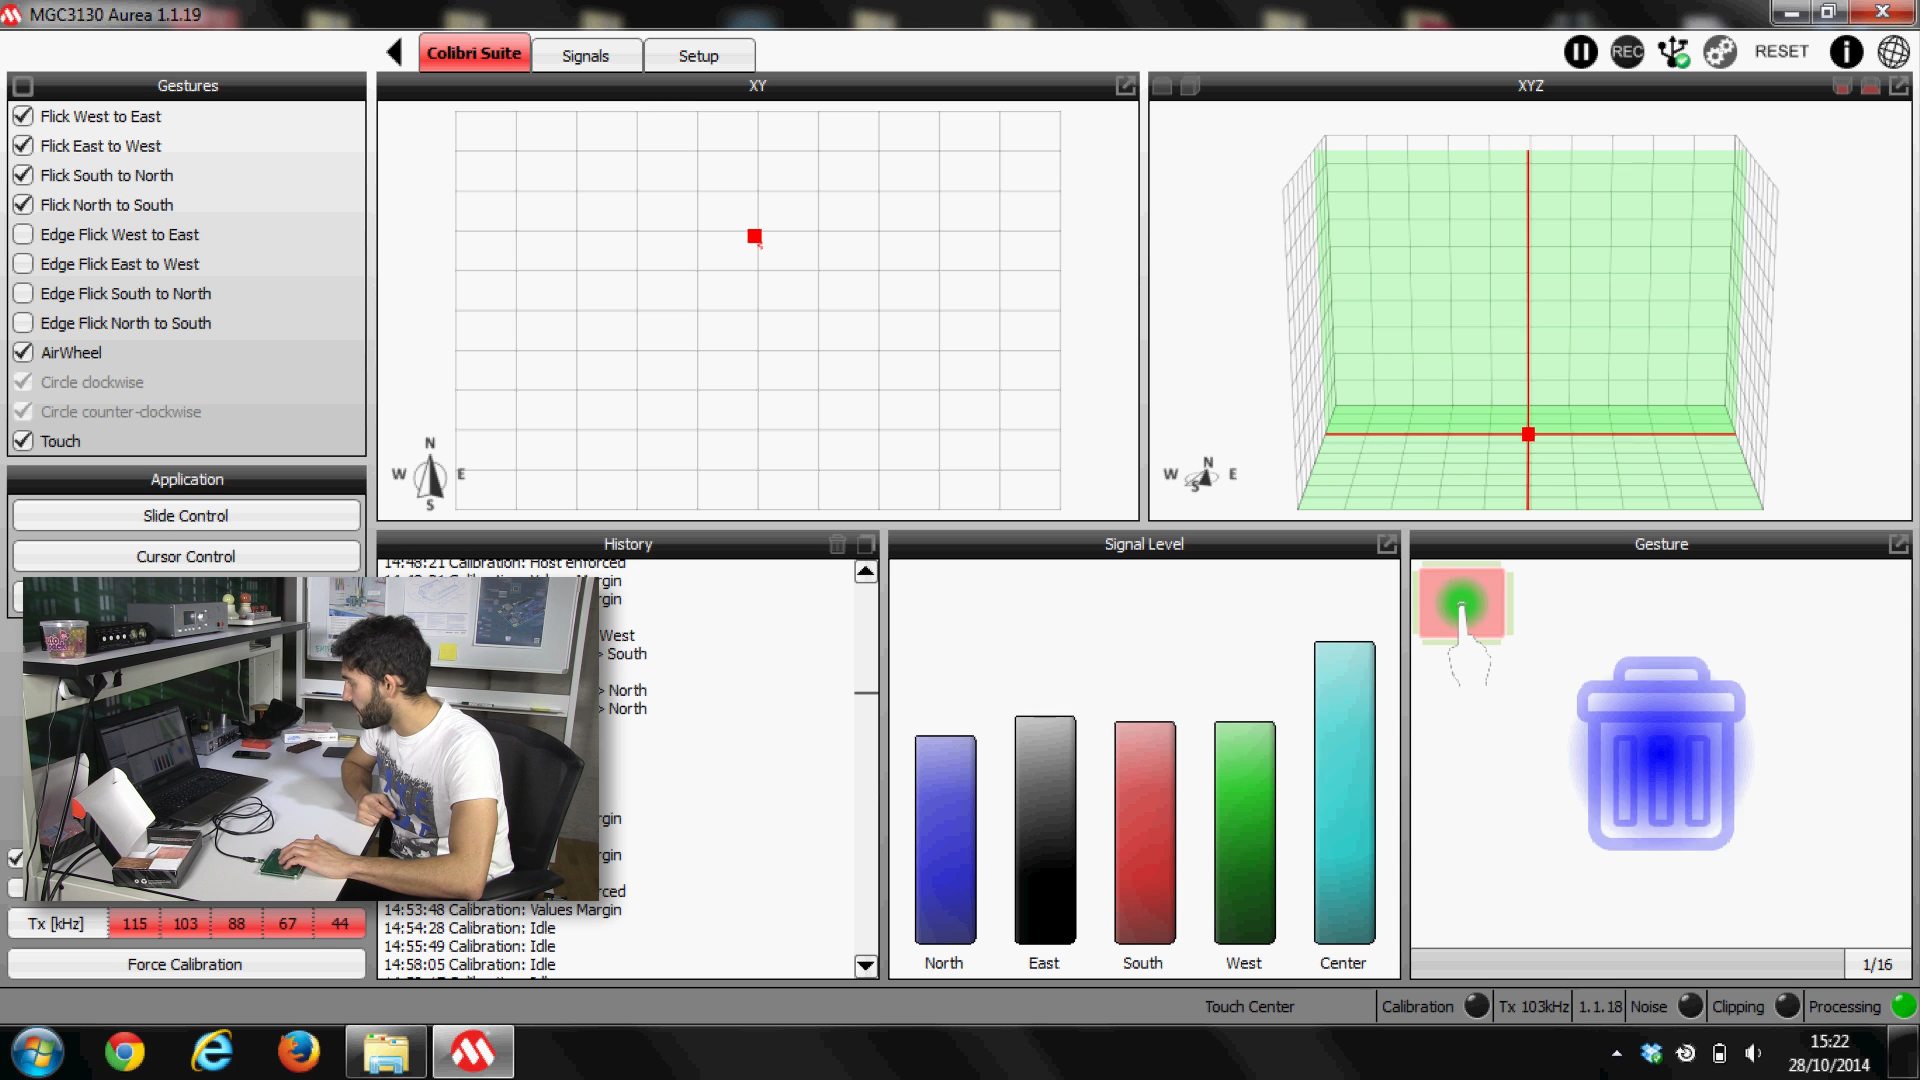 MGC3130 Aurea 1.1.19
Colibri Suite
Signals
Setup
REC
RESET
Gestures
Flick West to East
Flick East to West
Flick South to North
Flick North to South
Edge Flick West to East
Edge Flick East to West
Edge Flick South to North
Edge Flick North to South
AirWheel
Circle clockwise
Circle counter-clockwise
Touch
Application
Slide Control
Cursor Control
Tx [kHz] 115 103 88 67 44
Force Calibration
XY
N
W E
S
XYZ
N
W E
S
History
14:48:21 Calibration: Host enforced
rgin
rgin
West
> South
> North
> North
rgin
rgin
rced
14:53:48 Calibration: Values Margin
14:54:28 Calibration: Idle
14:55:49 Calibration: Idle
14:58:05 Calibration: Idle
Signal Level
North East South West Center
Gesture
1/16
Touch Center
Calibration
Tx 103kHz
1.1.18
Noise
Clipping
Processing
15:22
28/10/2014